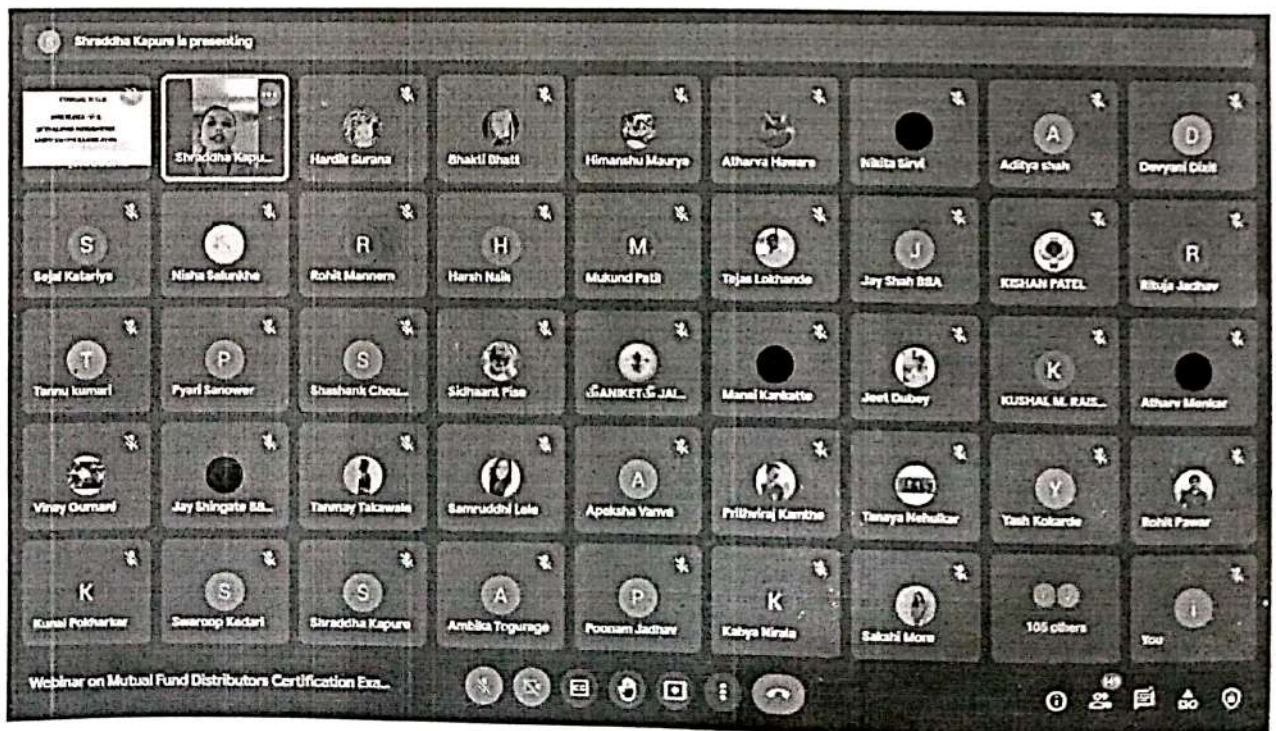 Shraddha Kapure is presenting
Shraddha Kapu...
Hardik Surana
Bhakti Bhati
Himanshu Maurya
Atharva Haware
Nikita Sirvi
A
Aditya shah
D
Devyani Dixit
S
Sejal Katariya
Nisha Salunkhe
R
Rohit Mannem
H
Harsh Naik
M
Mukund Patil
Tejas Lokhande
J
Jay Shah BBA
KISHAN PATEL
R
Rituja Jadhav
T
Tannu kumari
P
Pyari Sanower
S
Shashank Chou...
Sidhaant Pise
Mansi Kankatte
Jeet Dubey
K
KUSHAL M. RAIS...
Atharv Menkar
Vinay Gurnani
Jay Shingate BB...
Tanmay Takawale
Samruddhi Lele
A
Apeksha Vanve
Prithviraj Kamthe
Tanaya Nehulkar
Y
Yash Kokarde
Rohit Pawar
K
Kunal Pokharkar
S
Swaroop Kedari
S
Shraddha Kapure
A
Ambika Togurage
P
Poonam Jadhav
K
Kabya Nirala
Sakshi More
105 others
i
You
Webinar on Mutual Fund Distributors Certification Exa...
149